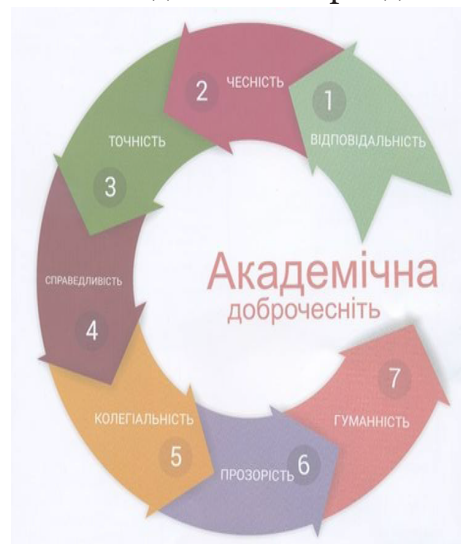 1
ВІДПОВІДАЛЬНІСТЬ
2
ЧЕСНІСТЬ
ТОЧНІСТЬ
3
СПРАВЕДЛИВІСТЬ
4
КОЛЕГІАЛЬНІСТЬ
5
ПРОЗОРІСТЬ
6
7
ГУМАННІСТЬ
Академічна
доброчесніть